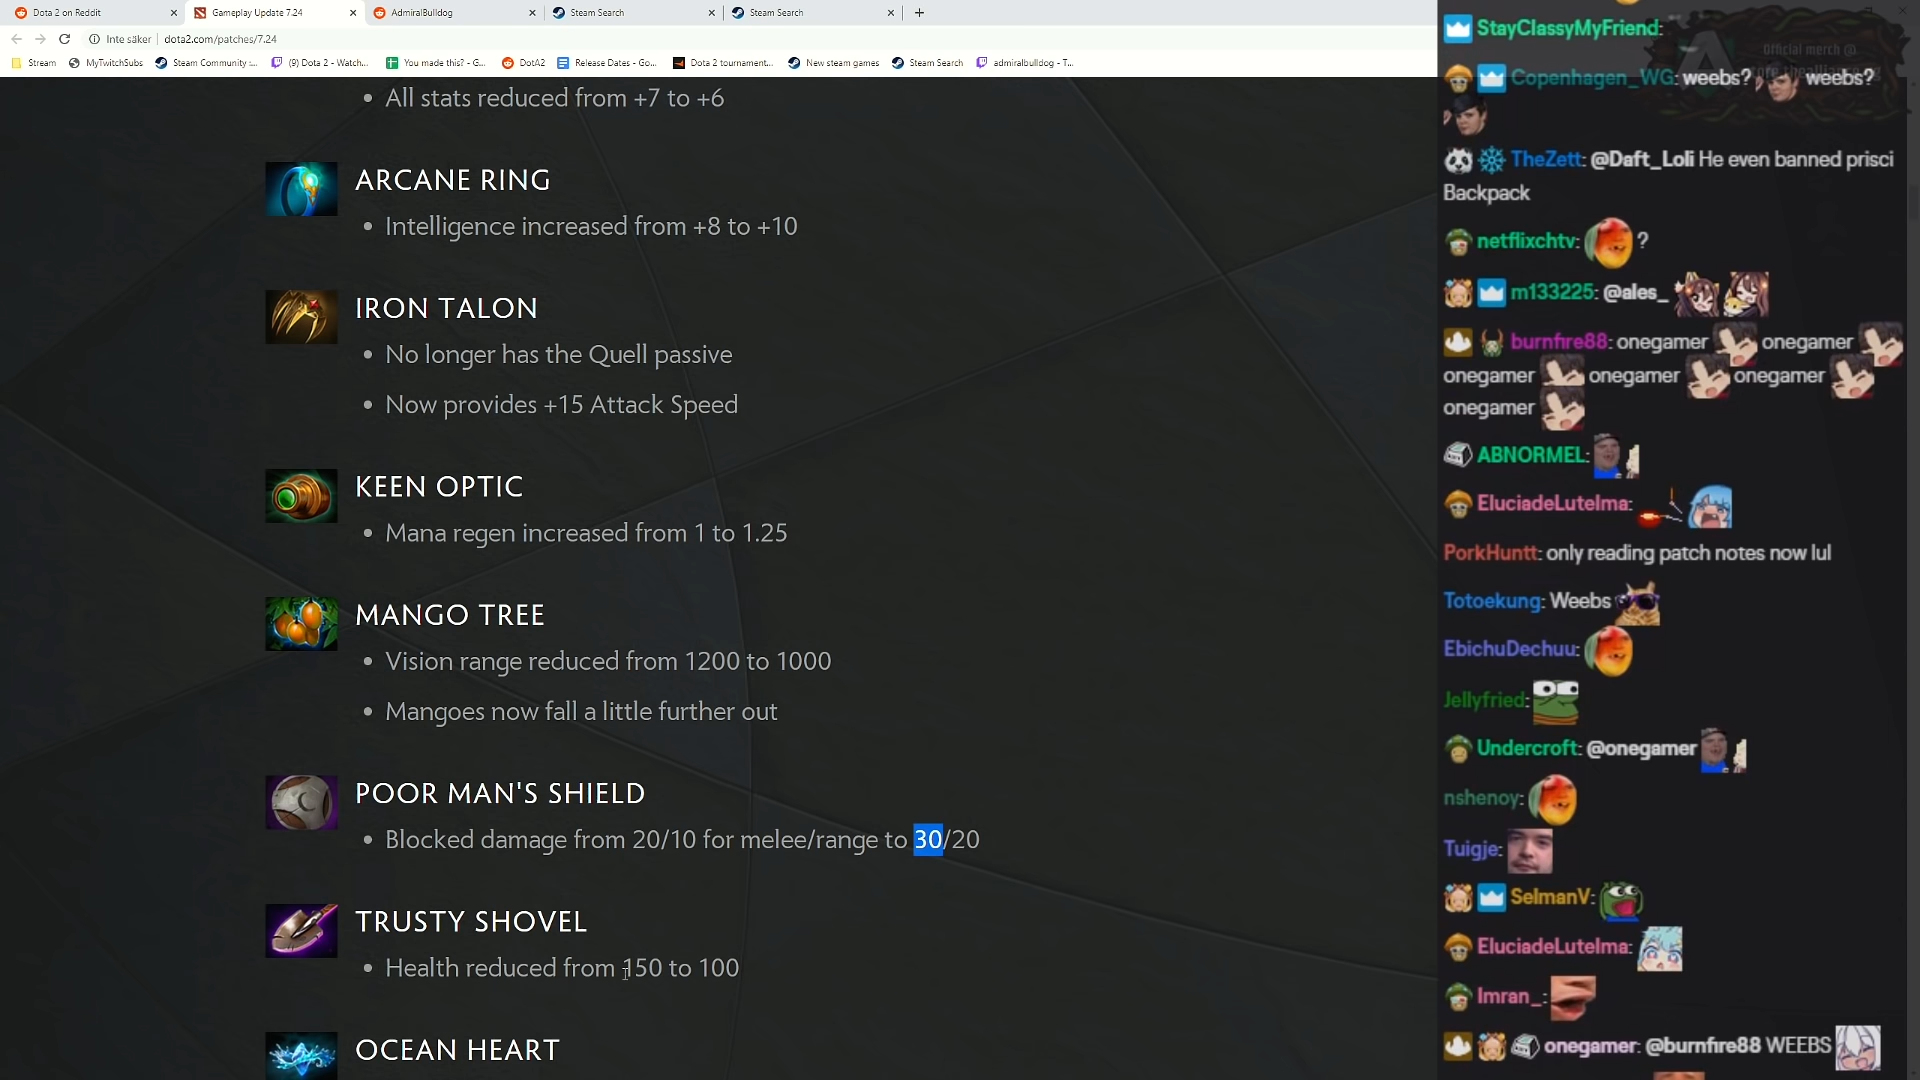 Dota 2 on Reddit
Gameplay Update 7.24
AdmiralBulldog
Steam Search
Steam Search
Inte säker
dota2.com/patches/7.24
Stream
MyTwitchSubs
Steam Community :...
(9) Dota 2 - Watch...
You made this? - G...
DotA2
Release Dates - Go...
Dota 2 tournament...
New steam games
Steam Search
admiralbulldog - T...
All stats reduced from +7 to +6
ARCANE RING
Intelligence increased from +8 to +10
IRON TALON
No longer has the Quell passive
Now provides +15 Attack Speed
KEEN OPTIC
Mana regen increased from 1 to 1.25
MANGO TREE
Vision range reduced from 1200 to 1000
Mangoes now fall a little further out
POOR MAN'S SHIELD
Blocked damage from 20/10 for melee/range to 30/20
TRUSTY SHOVEL
Health reduced from 150 to 100
OCEAN HEART
StayClassyMyFriend:
Official merch @
Copenhagen_WG: weebs? weebs?
TheZett: @Daft_Loli He even banned prisci
Backpack
netflixchtv: ?
m133225: @ales_
burnfire88: onegamer onegamer
onegamer onegamer onegamer
onegamer
ABNORMEL:
EluciadeLuteIma:
PorkHuntt: only reading patch notes now lul
Totoekung: Weebs
EbichuDechuu:
Jellyfried:
Undercroft: @onegamer
nshenoy:
Tuigje:
SelmanV:
EluciadeLuteIma:
Imran_:
onegamer: @burnfire88 WEEBS